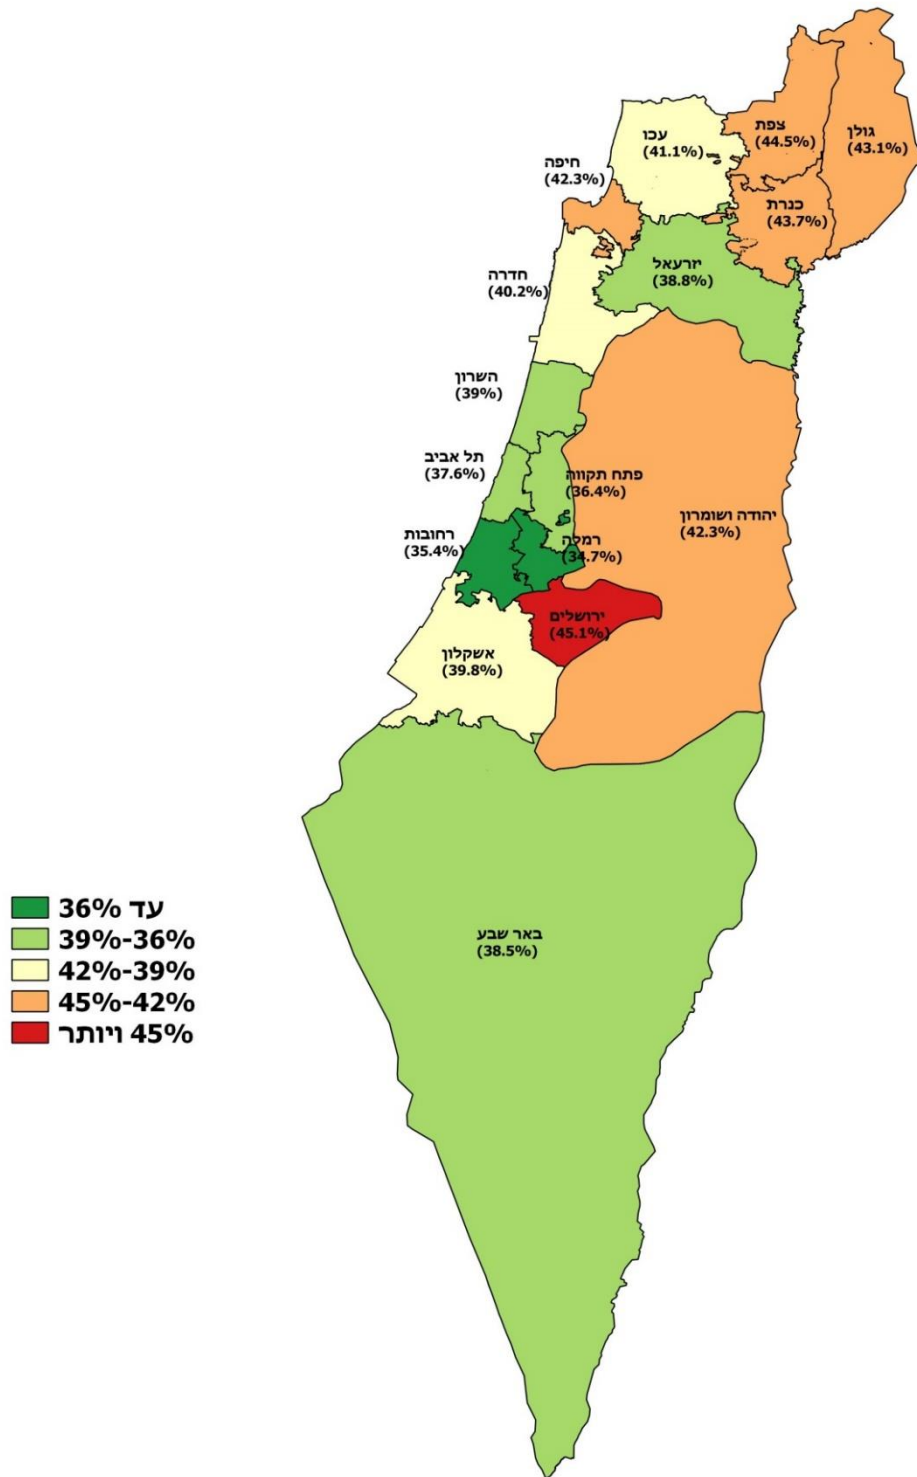 צפת
(44.5%)
גולן
(43.1%)
עכו
(41.1%)
חיפה
(42.3%)
כנרת
(43.7%)
יזרעאל
(38.8%)
חדרה
(40.2%)
השרון
(39%)
תל אביב
(37.6%)
פתח תקווה
(36.4%)
יהודה ושומרון
(42.3%)
רחובות
(35.4%)
רמלה
(34.7%)
ירושלים
(45.1%)
אשקלון
(39.8%)
באר שבע
(38.5%)
עד 36%
39%-36%
42%-39%
45%-42%
45% ויותר